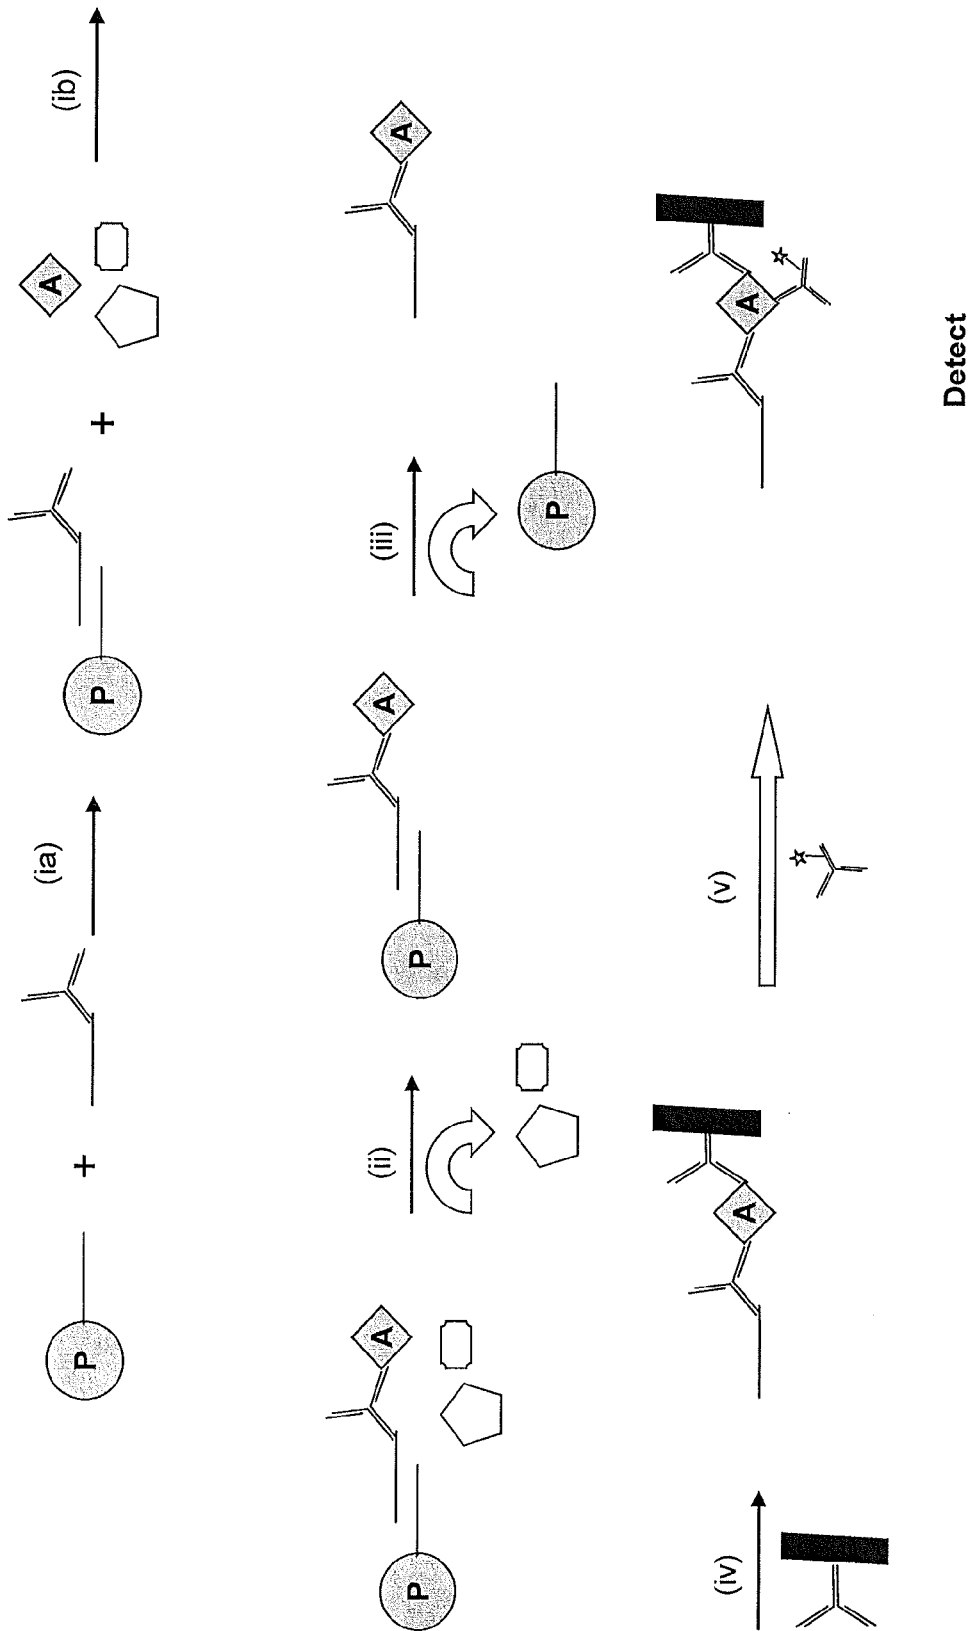 P + (ia) P + A (ib)
P A (ii) P A (iii) P A
(iv) A (v) A
Detect